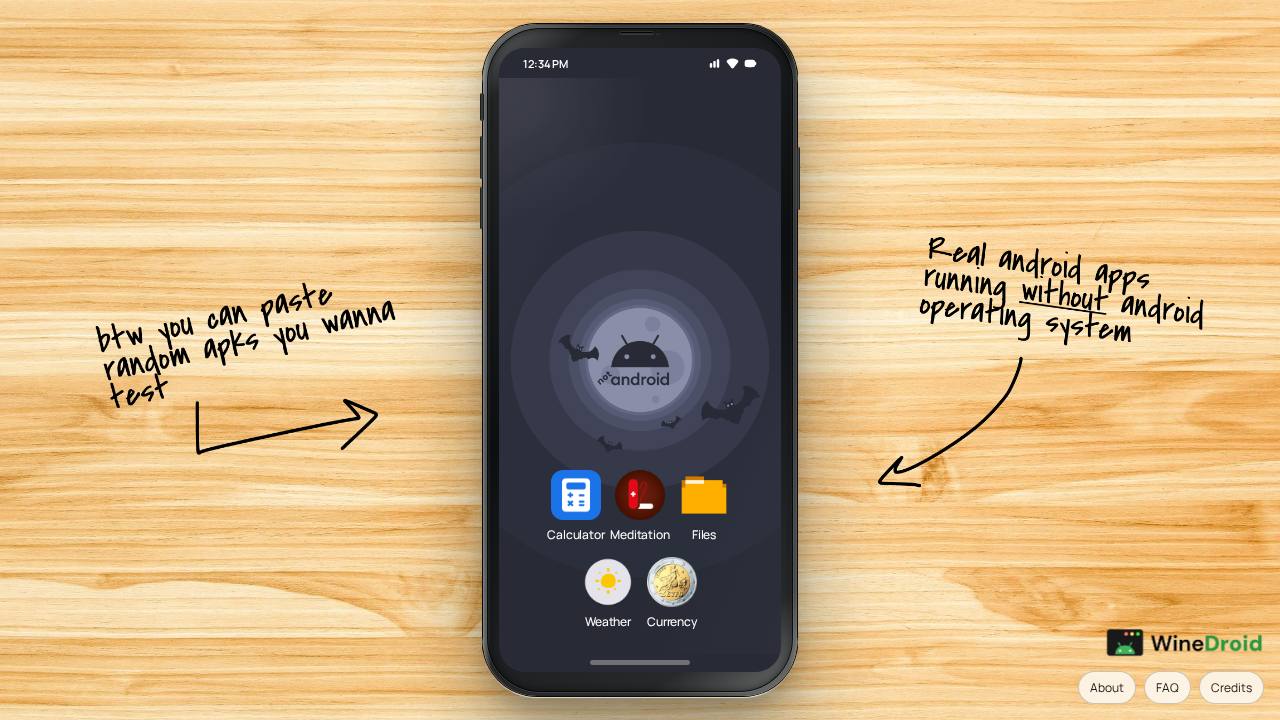 12:34 PM
btw you can paste
random apks you wanna
test
Real android apps
running without android
operating system
not
android
Calculator
Meditation
Files
Weather
Currency
WineDroid
About
FAQ
Credits